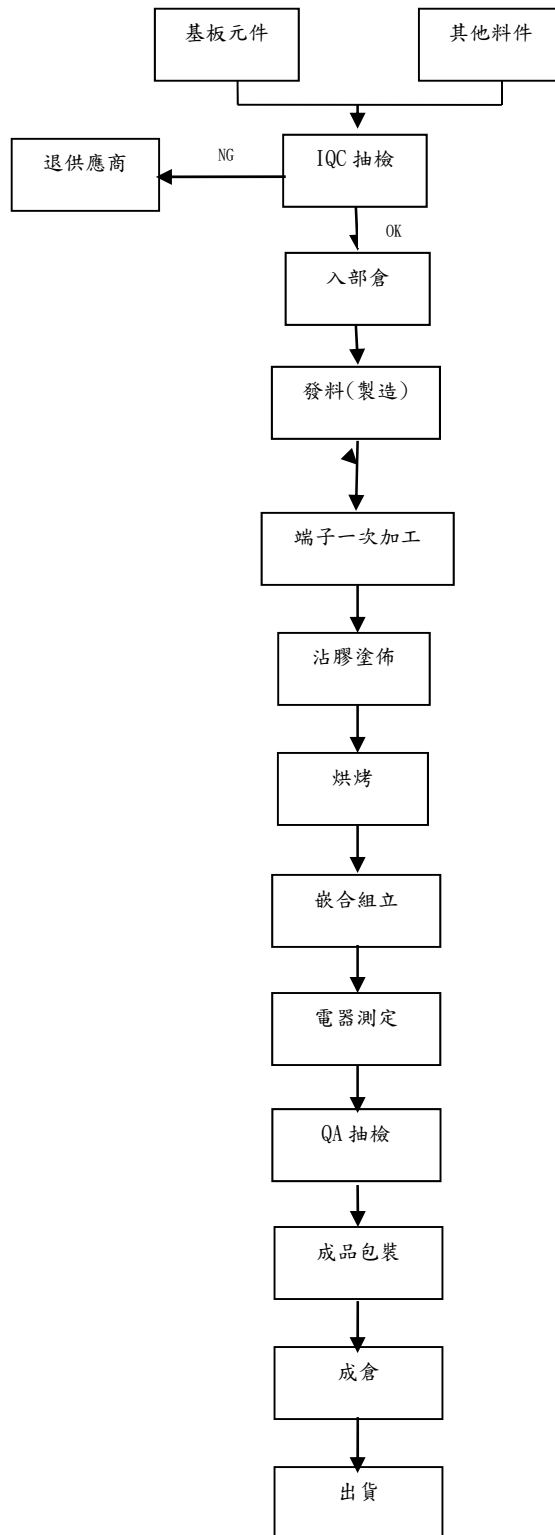 基板元件
其他料件
退供應商
NG
IQC 抽檢
OK
入部倉
發料(製造)
端子一次加工
沾膠塗佈
烘烤
嵌合組立
電器測定
QA 抽檢
成品包裝
成倉
出貨